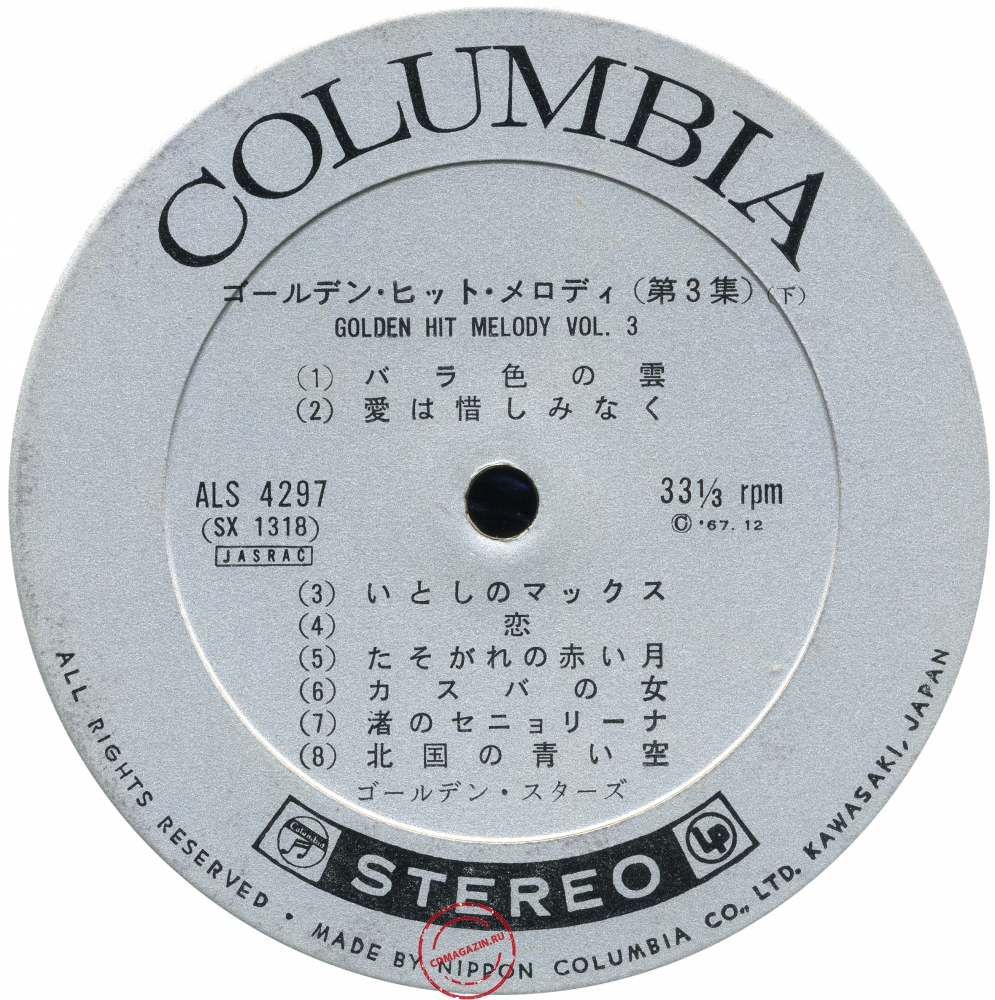 COLUMBIA
ゴールデン・ヒット・メロディ（第3集）（下）
GOLDEN HIT MELODY VOL. 3
(1) バラ色の雲
(2) 愛は惜しみなく
ALS 4297
(SX 1318)
JASRAC
33⅓ rpm
Ⓒ '67. 12
(3) いとしのマックス
(4) 恋
(5) たそがれの赤い月
(6) カスバの女
(7) 渚のセニョリーナ
(8) 北国の青い空
ゴールデン・スターズ
Columbia
STEREO
LP
ALL RIGHTS RESERVED • MADE BY NIPPON COLUMBIA CO., LTD. KAWASAKI, JAPAN
CDMAGAZIN.RU